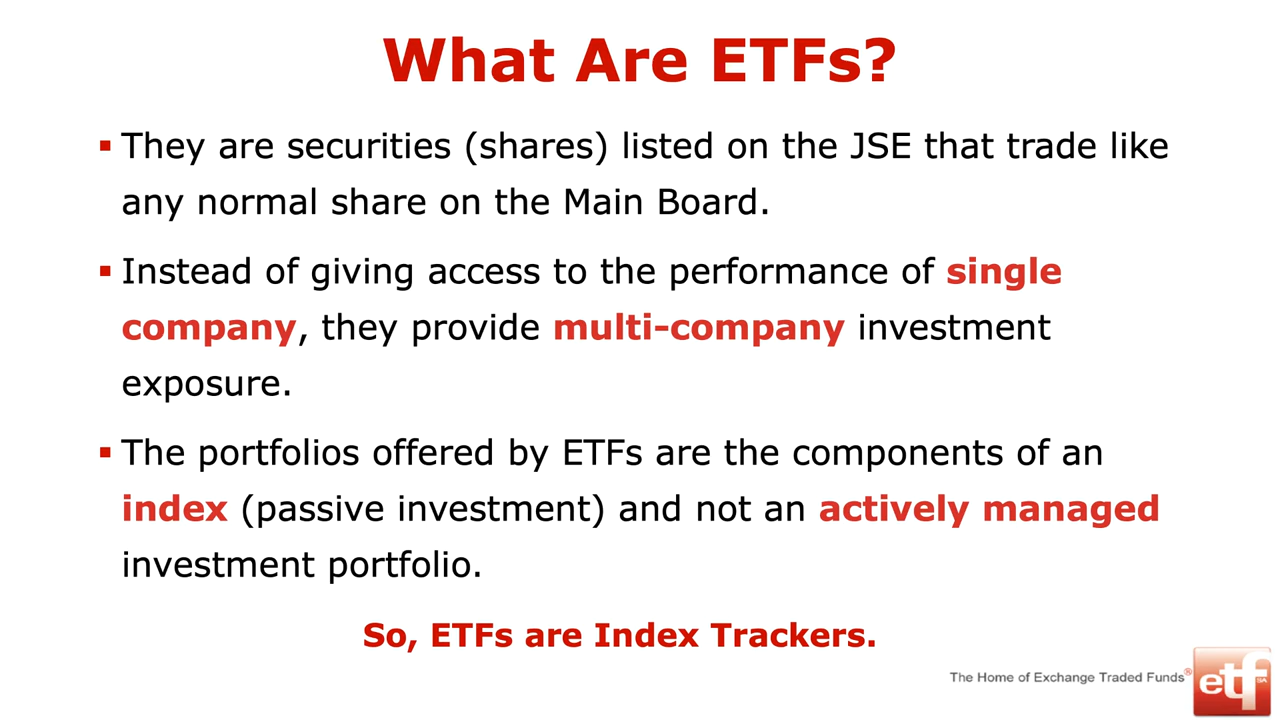 What Are ETFs?
▪ They are securities (shares) listed on the JSE that trade like
any normal share on the Main Board.
▪ Instead of giving access to the performance of single
company, they provide multi-company investment
exposure.
▪ The portfolios offered by ETFs are the components of an
index (passive investment) and not an actively managed
investment portfolio.
So, ETFs are Index Trackers.
The Home of Exchange Traded Funds®
etf SA